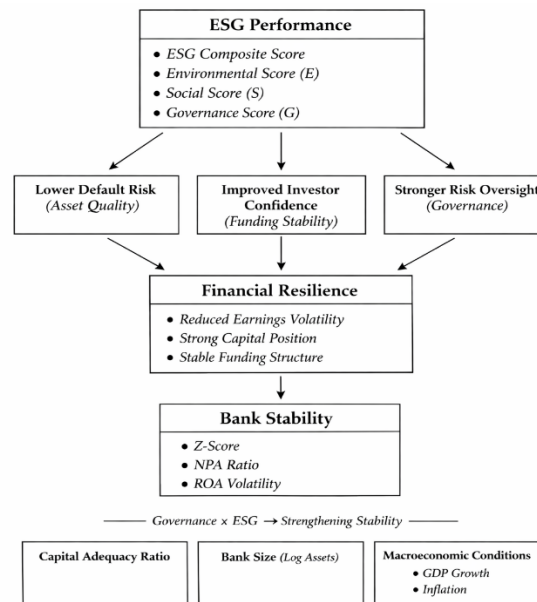 ESG Performance
• ESG Composite Score
• Environmental Score (E)
• Social Score (S)
• Governance Score (G)
Lower Default Risk
(Asset Quality)
Improved Investor
Confidence
(Funding Stability)
Stronger Risk Oversight
(Governance)
Financial Resilience
• Reduced Earnings Volatility
• Strong Capital Position
• Stable Funding Structure
Bank Stability
• Z-Score
• NPA Ratio
• ROA Volatility
Governance × ESG → Strengthening Stability
Capital Adequacy Ratio
Bank Size (Log Assets)
Macroeconomic Conditions
• GDP Growth
• Inflation